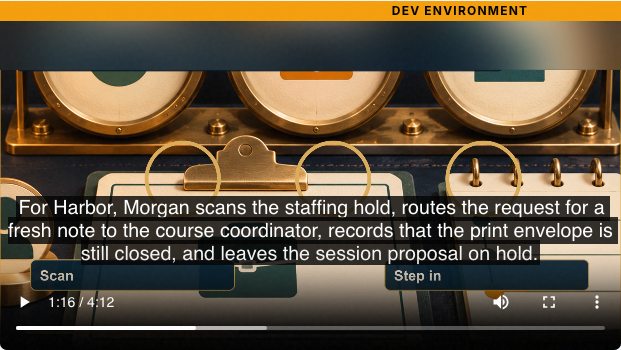 DEV ENVIRONMENT
For Harbor, Morgan scans the staffing hold, routes the request for a
fresh note to the course coordinator, records that the print envelope is
still closed, and leaves the session proposal on hold.
Scan
Step in
1:16 / 4:12